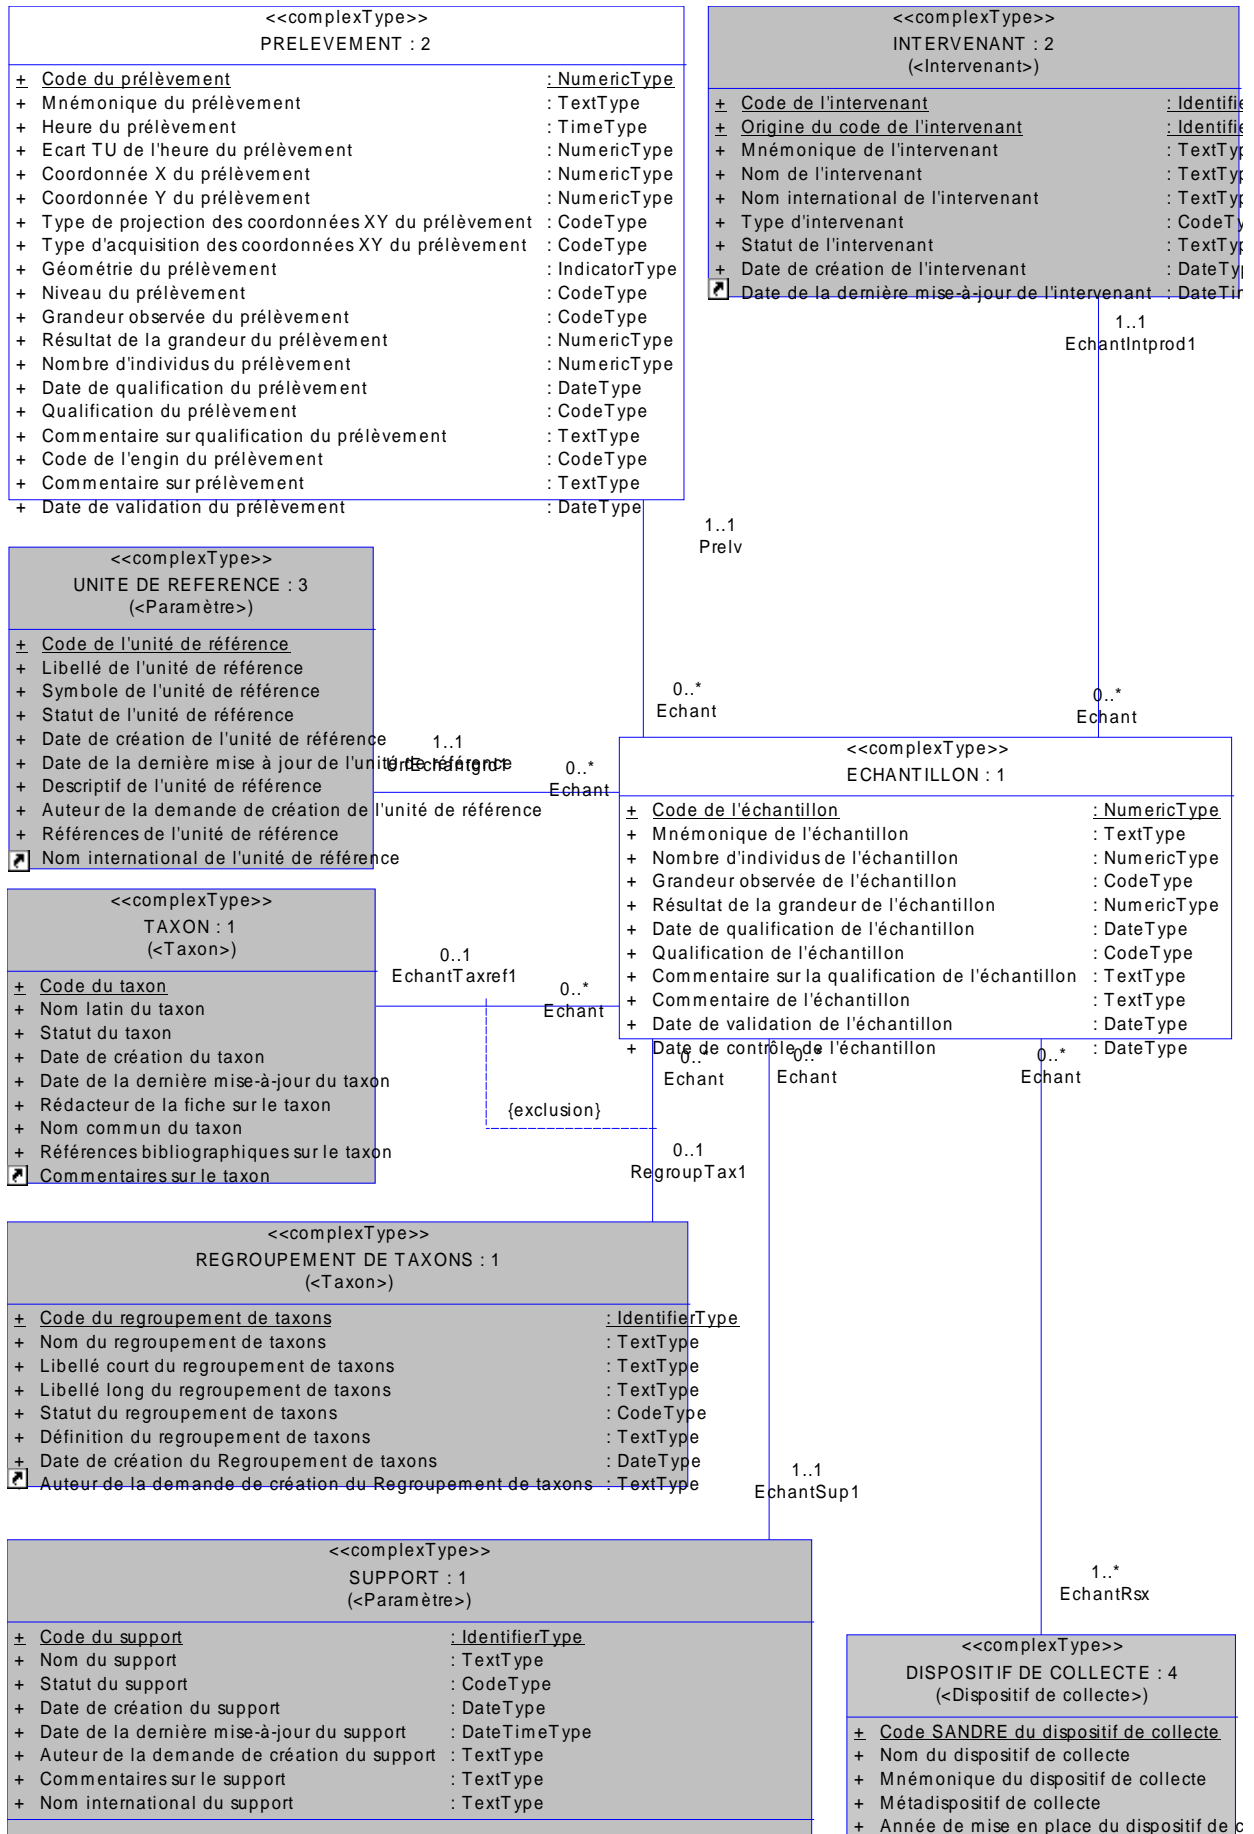 <<complexType>>
PRELEVEMENT : 2
+ Code du prélèvement : NumericType
+ Mnémonique du prélèvement : TextType
+ Heure du prélèvement : TimeType
+ Ecart TU de l'heure du prélèvement : NumericType
+ Coordonnée X du prélèvement : NumericType
+ Coordonnée Y du prélèvement : NumericType
+ Type de projection des coordonnées XY du prélèvement : CodeType
+ Type d'acquisition des coordonnées XY du prélèvement : CodeType
+ Géométrie du prélèvement : IndicatorType
+ Niveau du prélèvement : CodeType
+ Grandeur observée du prélèvement : CodeType
+ Résultat de la grandeur du prélèvement : NumericType
+ Nombre d'individus du prélèvement : NumericType
+ Date de qualification du prélèvement : DateType
+ Qualification du prélèvement : CodeType
+ Commentaire sur qualification du prélèvement : TextType
+ Code de l'engin du prélèvement : CodeType
+ Commentaire sur prélèvement : TextType
+ Date de validation du prélèvement : DateType
<<complexType>>
INTERVENANT : 2
(<Intervenant>)
+ Code de l'intervenant : Identifie
+ Origine du code de l'intervenant : Identifie
+ Mnémonique de l'intervenant : TextTyp
+ Nom de l'intervenant : TextTyp
+ Nom international de l'intervenant : TextTyp
+ Type d'intervenant : CodeTy
+ Statut de l'intervenant : TextTyp
+ Date de création de l'intervenant : DateTyp
Date de la dernière mise-à-jour de l'intervenant : DateTim
1..1
EchantIntprod1
1..1
Prelv
<<complexType>>
UNITE DE REFERENCE : 3
(<Paramètre>)
+ Code de l'unité de référence
+ Libellé de l'unité de référence
+ Symbole de l'unité de référence
+ Statut de l'unité de référence
+ Date de création de l'unité de référence
+ Date de la dernière mise à jour de l'unité de référence
+ Descriptif de l'unité de référence
+ Auteur de la demande de création de l'unité de référence
+ Références de l'unité de référence
Nom international de l'unité de référence
0..*
Echant
0..*
Echant
1..1
0..*
Echant
<<complexType>>
ECHANTILLON : 1
+ Code de l'échantillon : NumericType
+ Mnémonique de l'échantillon : TextType
+ Nombre d'individus de l'échantillon : NumericType
+ Grandeur observée de l'échantillon : CodeType
+ Résultat de la grandeur de l'échantillon : NumericType
+ Date de qualification de l'échantillon : DateType
+ Qualification de l'échantillon : CodeType
+ Commentaire sur la qualification de l'échantillon : TextType
+ Commentaire de l'échantillon : TextType
+ Date de validation de l'échantillon : DateType
+ Date de contrôle de l'échantillon : DateType
<<complexType>>
TAXON : 1
(<Taxon>)
+ Code du taxon
+ Nom latin du taxon
+ Statut du taxon
+ Date de création du taxon
+ Date de la dernière mise-à-jour du taxon
+ Rédacteur de la fiche sur le taxon
+ Nom commun du taxon
+ Références bibliographiques sur le taxon
Commentaires sur le taxon
0..1
EchantTaxref1
0..*
Echant
0..*
Echant
0..*
Echant
0..*
Echant
{exclusion}
0..1
RegroupTax1
<<complexType>>
REGROUPEMENT DE TAXONS : 1
(<Taxon>)
+ Code du regroupement de taxons : IdentifierType
+ Nom du regroupement de taxons : TextType
+ Libellé court du regroupement de taxons : TextType
+ Libellé long du regroupement de taxons : TextType
+ Statut du regroupement de taxons : CodeType
+ Définition du regroupement de taxons : TextType
+ Date de création du Regroupement de taxons : DateType
Auteur de la demande de création du Regroupement de taxons : TextType
1..1
EchantSup1
<<complexType>>
SUPPORT : 1
(<Paramètre>)
+ Code du support : IdentifierType
+ Nom du support : TextType
+ Statut du support : CodeType
+ Date de création du support : DateType
+ Date de la dernière mise-à-jour du support : DateTimeType
+ Auteur de la demande de création du support : TextType
+ Commentaires sur le support : TextType
+ Nom international du support : TextType
1..*
EchantRsx
<<complexType>>
DISPOSITIF DE COLLECTE : 4
(<Dispositif de collecte>)
+ Code SANDRE du dispositif de collecte
+ Nom du dispositif de collecte
+ Mnémonique du dispositif de collecte
+ Métadispositif de collecte
+ Année de mise en place du dispositif de c